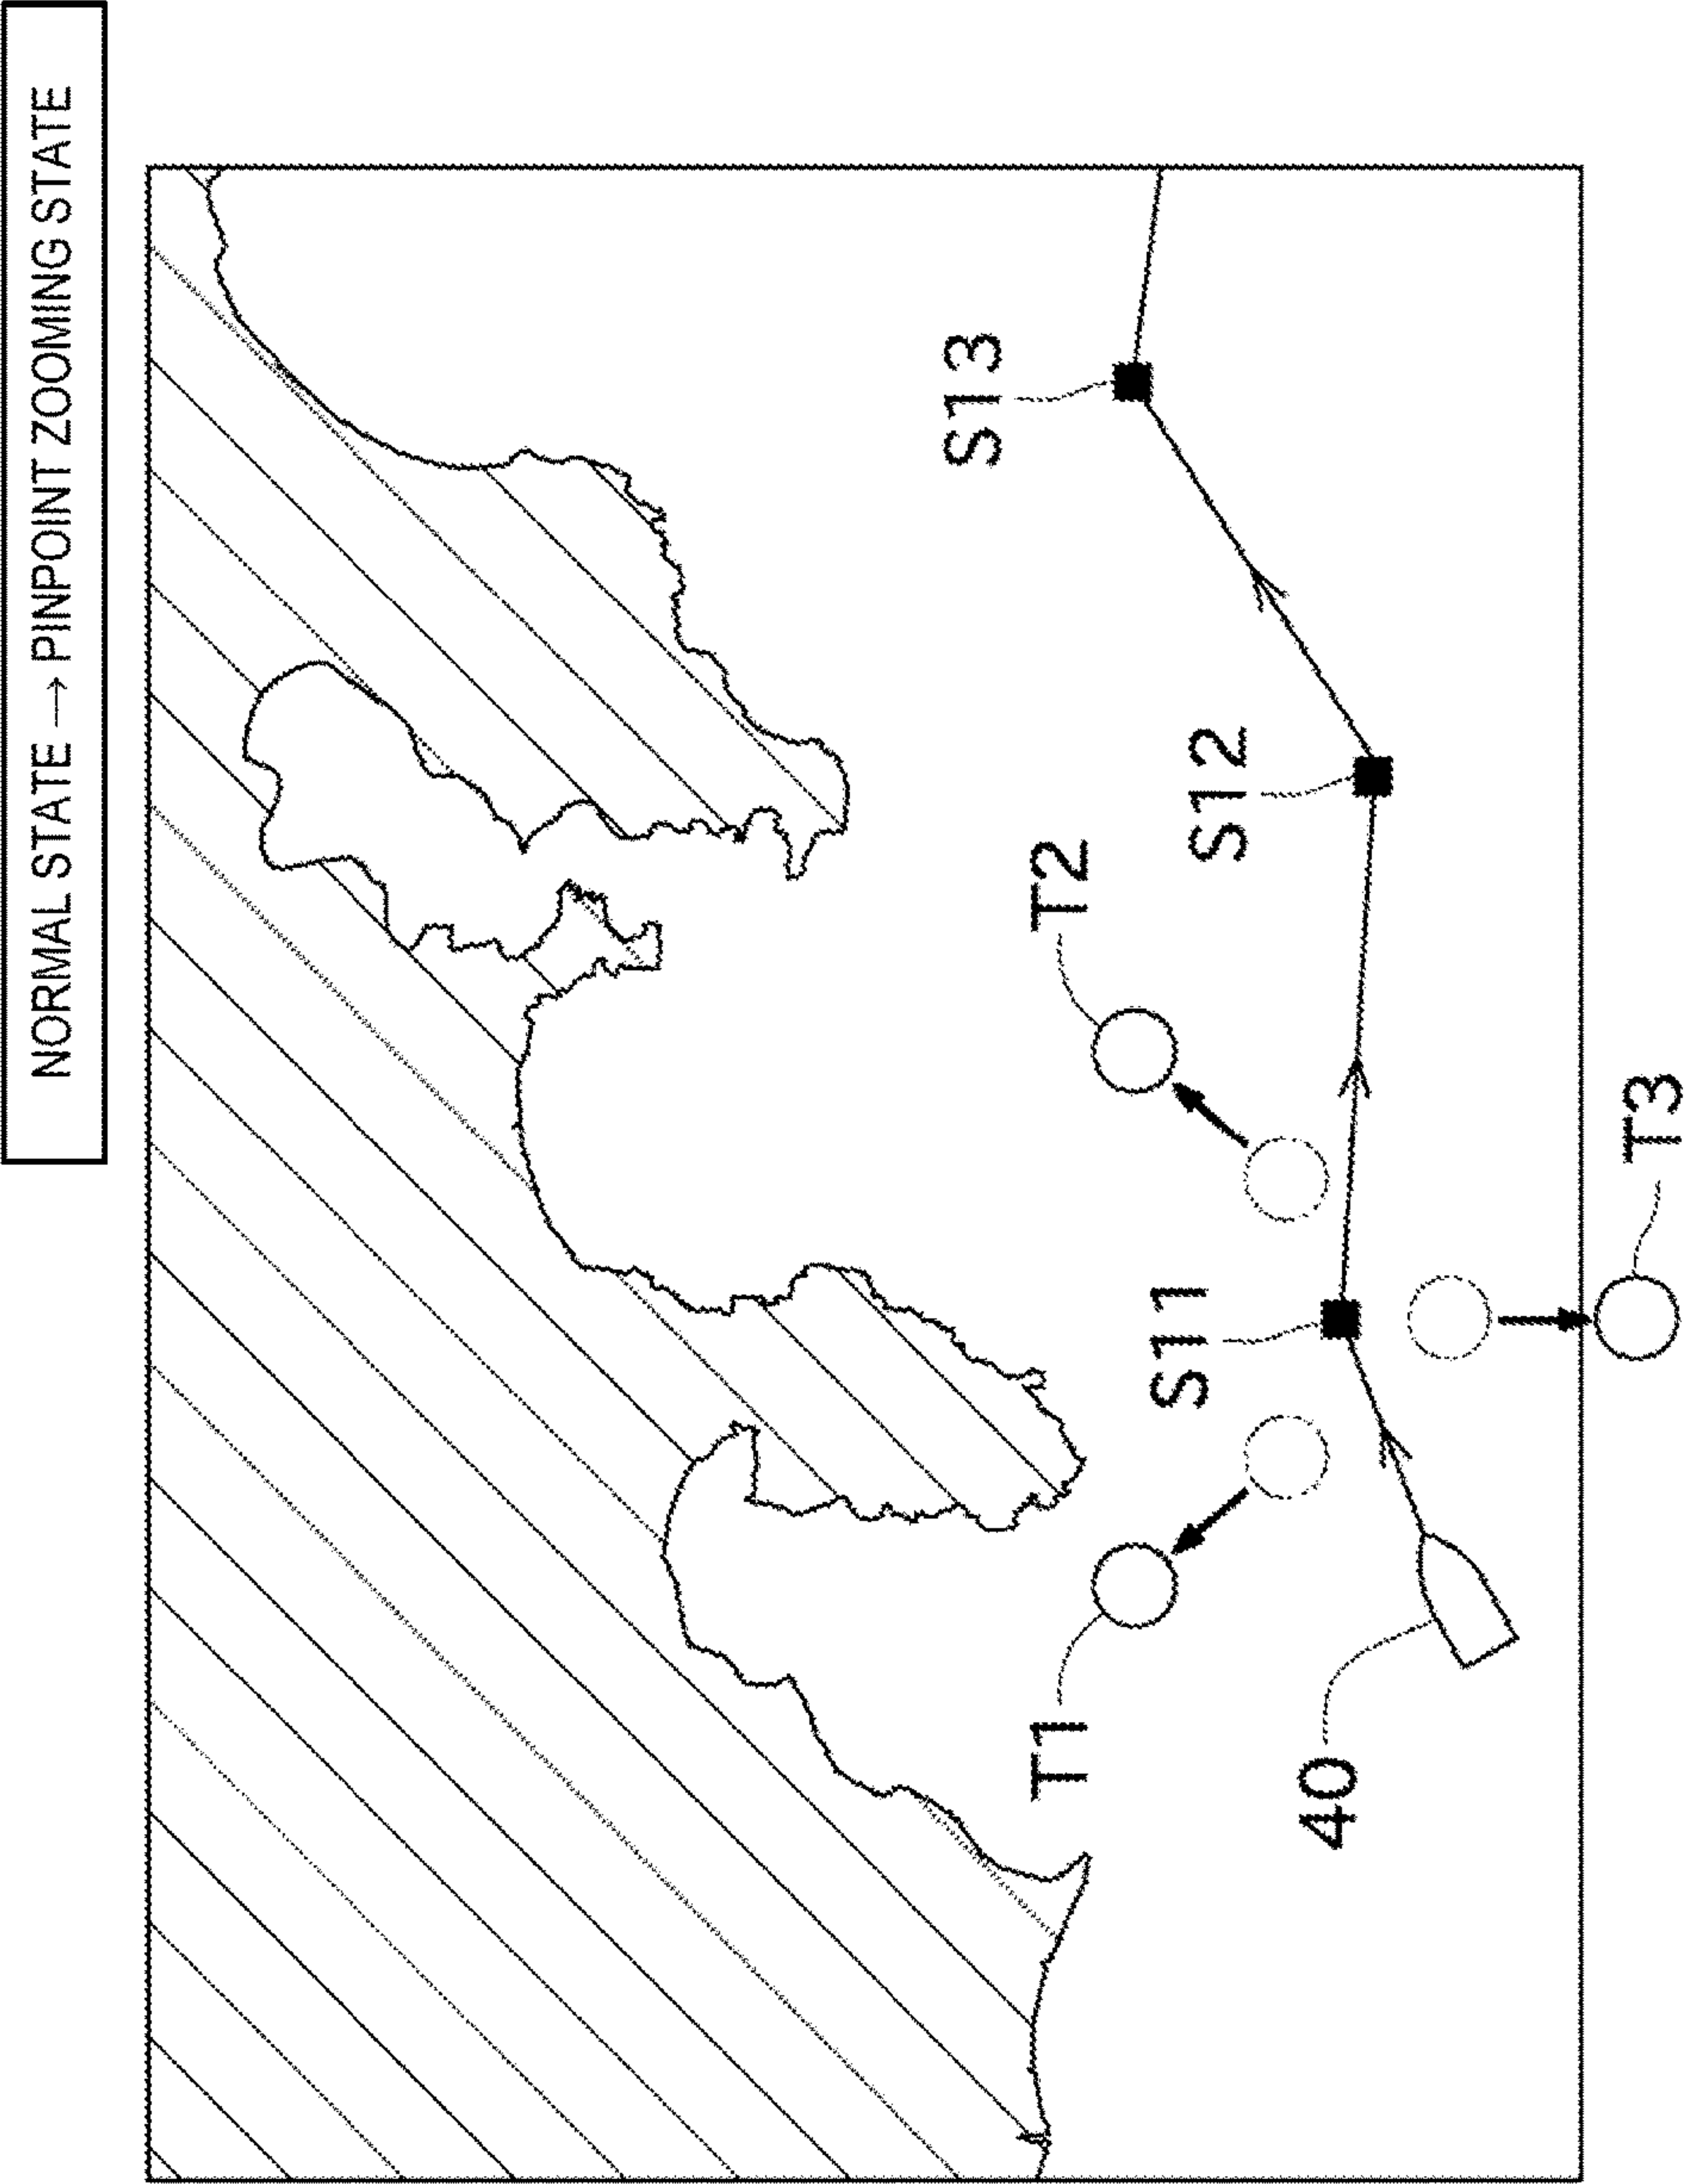 NORMAL STATE → PINPOINT ZOOMING STATE
T1
T2
S13
S11
S12
40
T3